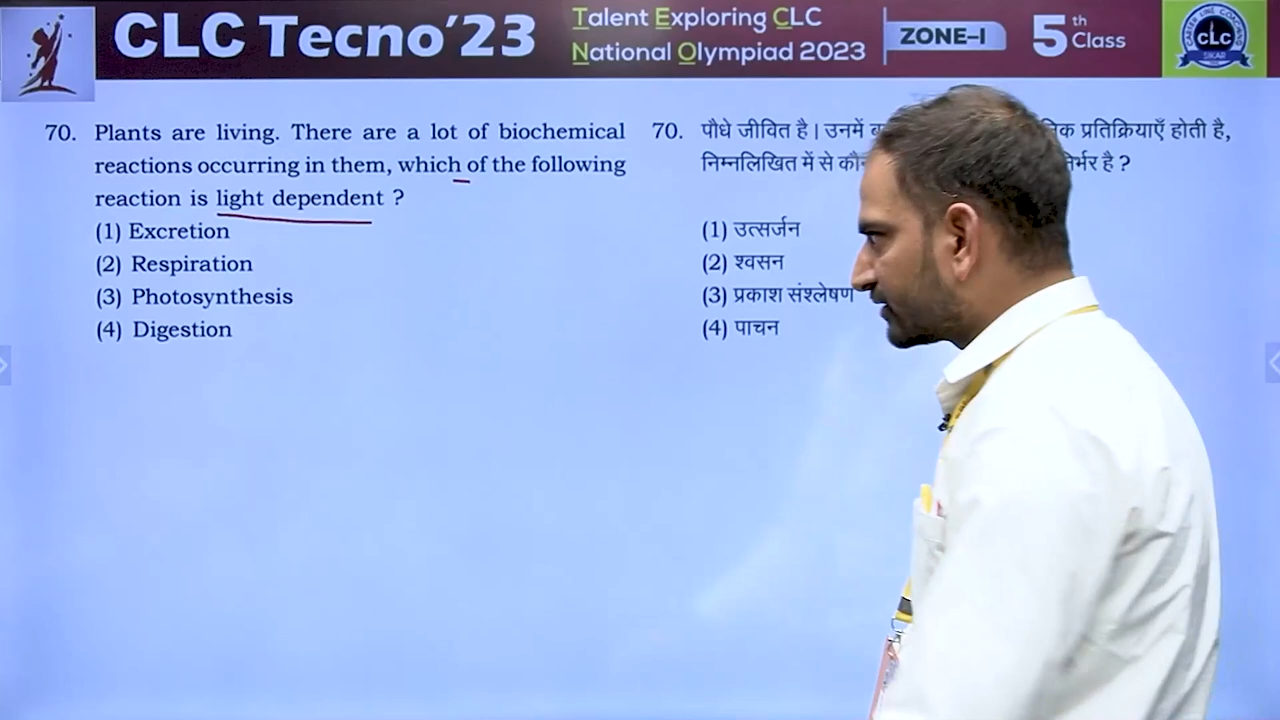 CLC Tecno'23
Talent Exploring CLC
National Olympiad 2023
ZONE–I
5th Class
CLC
SIKAR
70. Plants are living. There are a lot of biochemical
reactions occurring in them, which of the following
reaction is light dependent ?
(1) Excretion
(2) Respiration
(3) Photosynthesis
(4) Digestion
70. पौधे जीवित है। उनमें प्रतिक्रियाएँ होती है,
निम्नलिखित में से है ?
(1) उत्सर्जन
(2) श्वसन
(3) प्रकाश संश्लेषण
(4) पाचन